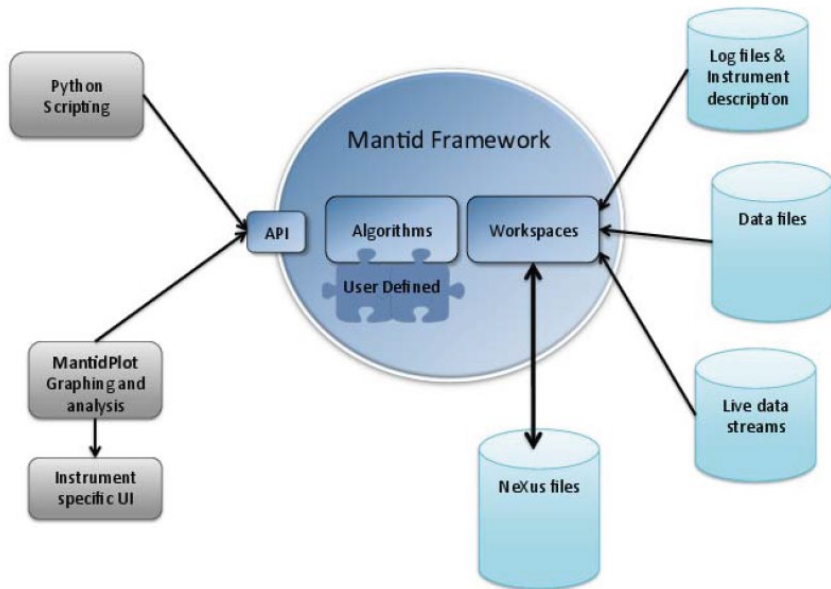 Python
Scripting
Mantid Framework
API
Algorithms
Workspaces
User Defined
MantidPlot
Graphing and
analysis
Instrument
specific UI
Log files &
Instrument
description
Data files
Live data
streams
NeXus files